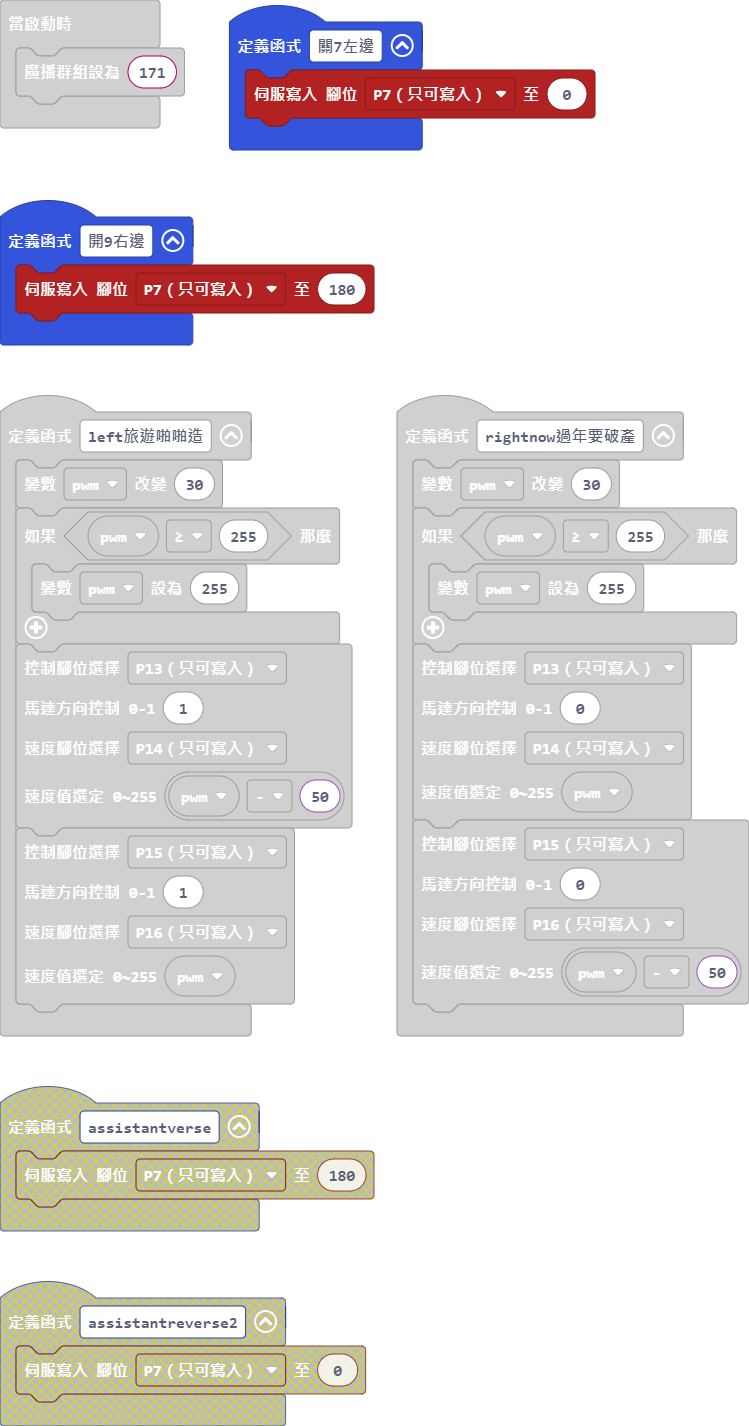 當啟動時
廣播群組設為 171
定義函式 關7左邊
伺服寫入 腳位 P7（只可寫入） 至 0
定義函式 開9右邊
伺服寫入 腳位 P7（只可寫入） 至 180
定義函式 left旅遊啪啪造
變數 pwm 改變 30
如果 pwm ≥ 255 那麼
變數 pwm 設為 255
控制腳位選擇 P13（只可寫入）
馬達方向控制 0-1 1
速度腳位選擇 P14（只可寫入）
速度值選定 0~255 pwm - 50
控制腳位選擇 P15（只可寫入）
馬達方向控制 0-1 1
速度腳位選擇 P16（只可寫入）
速度值選定 0~255 pwm
定義函式 rightnow過年要破產
變數 pwm 改變 30
如果 pwm ≥ 255 那麼
變數 pwm 設為 255
控制腳位選擇 P13（只可寫入）
馬達方向控制 0-1 0
速度腳位選擇 P14（只可寫入）
速度值選定 0~255 pwm
控制腳位選擇 P15（只可寫入）
馬達方向控制 0-1 0
速度腳位選擇 P16（只可寫入）
速度值選定 0~255 pwm - 50
定義函式 assistantverse
伺服寫入 腳位 P7（只可寫入） 至 180
定義函式 assistantreverse2
伺服寫入 腳位 P7（只可寫入） 至 0